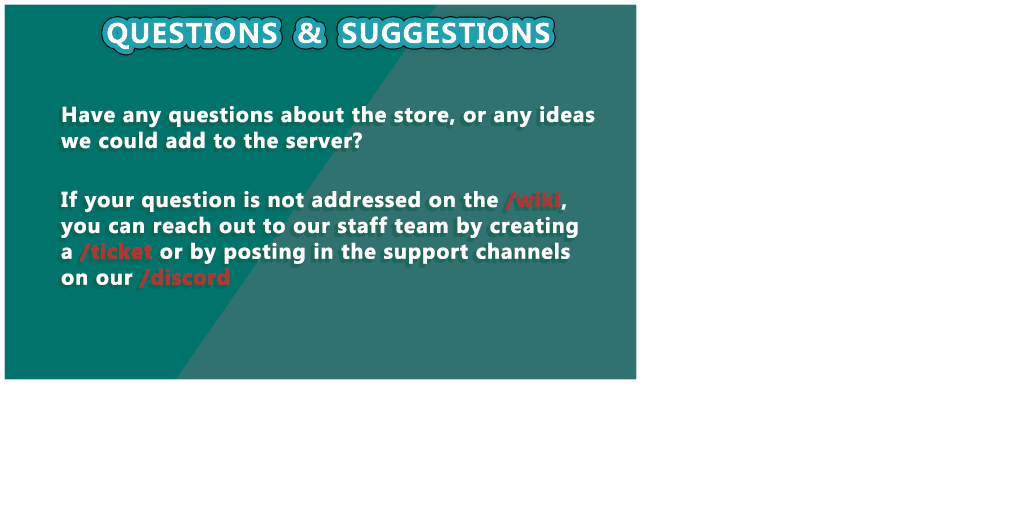 QUESTIONS & SUGGESTIONS
Have any questions about the store, or any ideas
we could add to the server?
If your question is not addressed on the /wiki,
you can reach out to our staff team by creating
a /ticket or by posting in the support channels
on our /discord